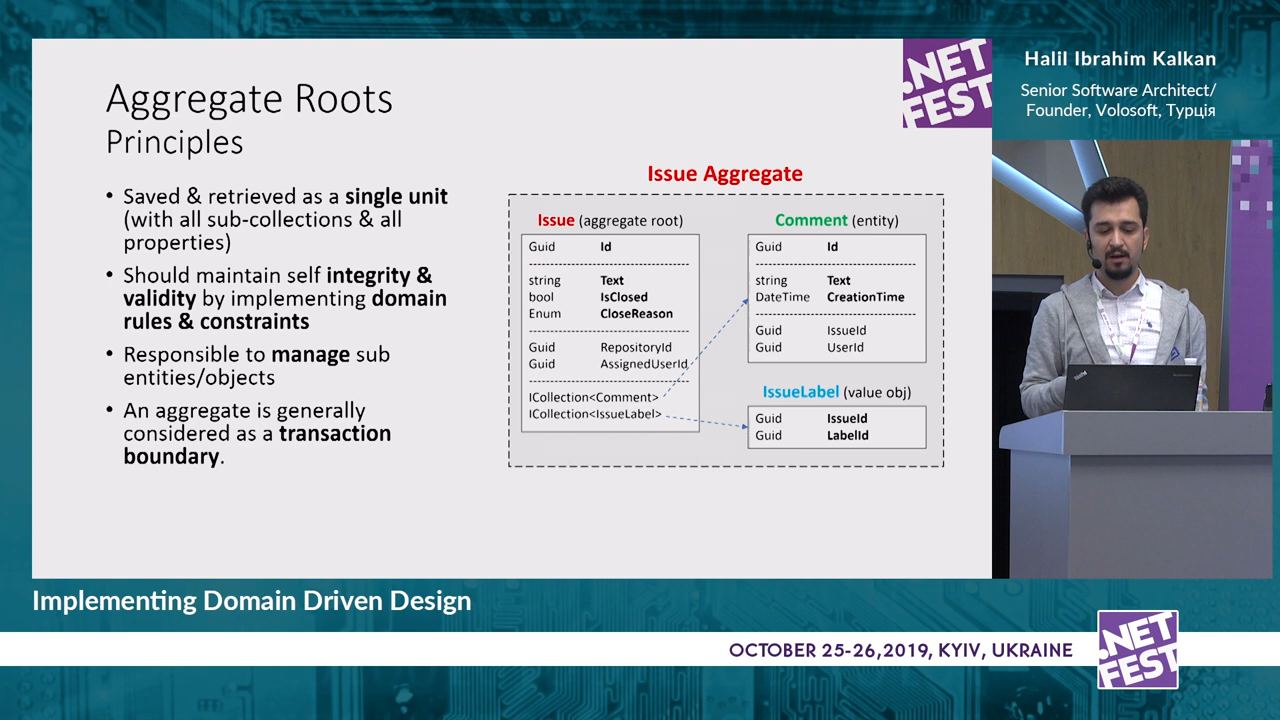 Aggregate Roots
Principles
• Saved & retrieved as a single unit
(with all sub-collections & all
properties)
• Should maintain self integrity &
validity by implementing domain
rules & constraints
• Responsible to manage sub
entities/objects
• An aggregate is generally
considered as a transaction
boundary.
Issue Aggregate
Issue (aggregate root)
Guid Id
string Text
bool IsClosed
Enum CloseReason
Guid RepositoryId
Guid AssignedUserId
ICollection<Comment>
ICollection<IssueLabel>
Comment (entity)
Guid Id
string Text
DateTime CreationTime
Guid IssueId
Guid UserId
IssueLabel (value obj)
Guid IssueId
Guid LabelId
.NET
FEST
Halil Ibrahim Kalkan
Senior Software Architect/
Founder, Volosoft, Турція
Implementing Domain Driven Design
OCTOBER 25-26,2019, KYIV, UKRAINE
.NET
FEST